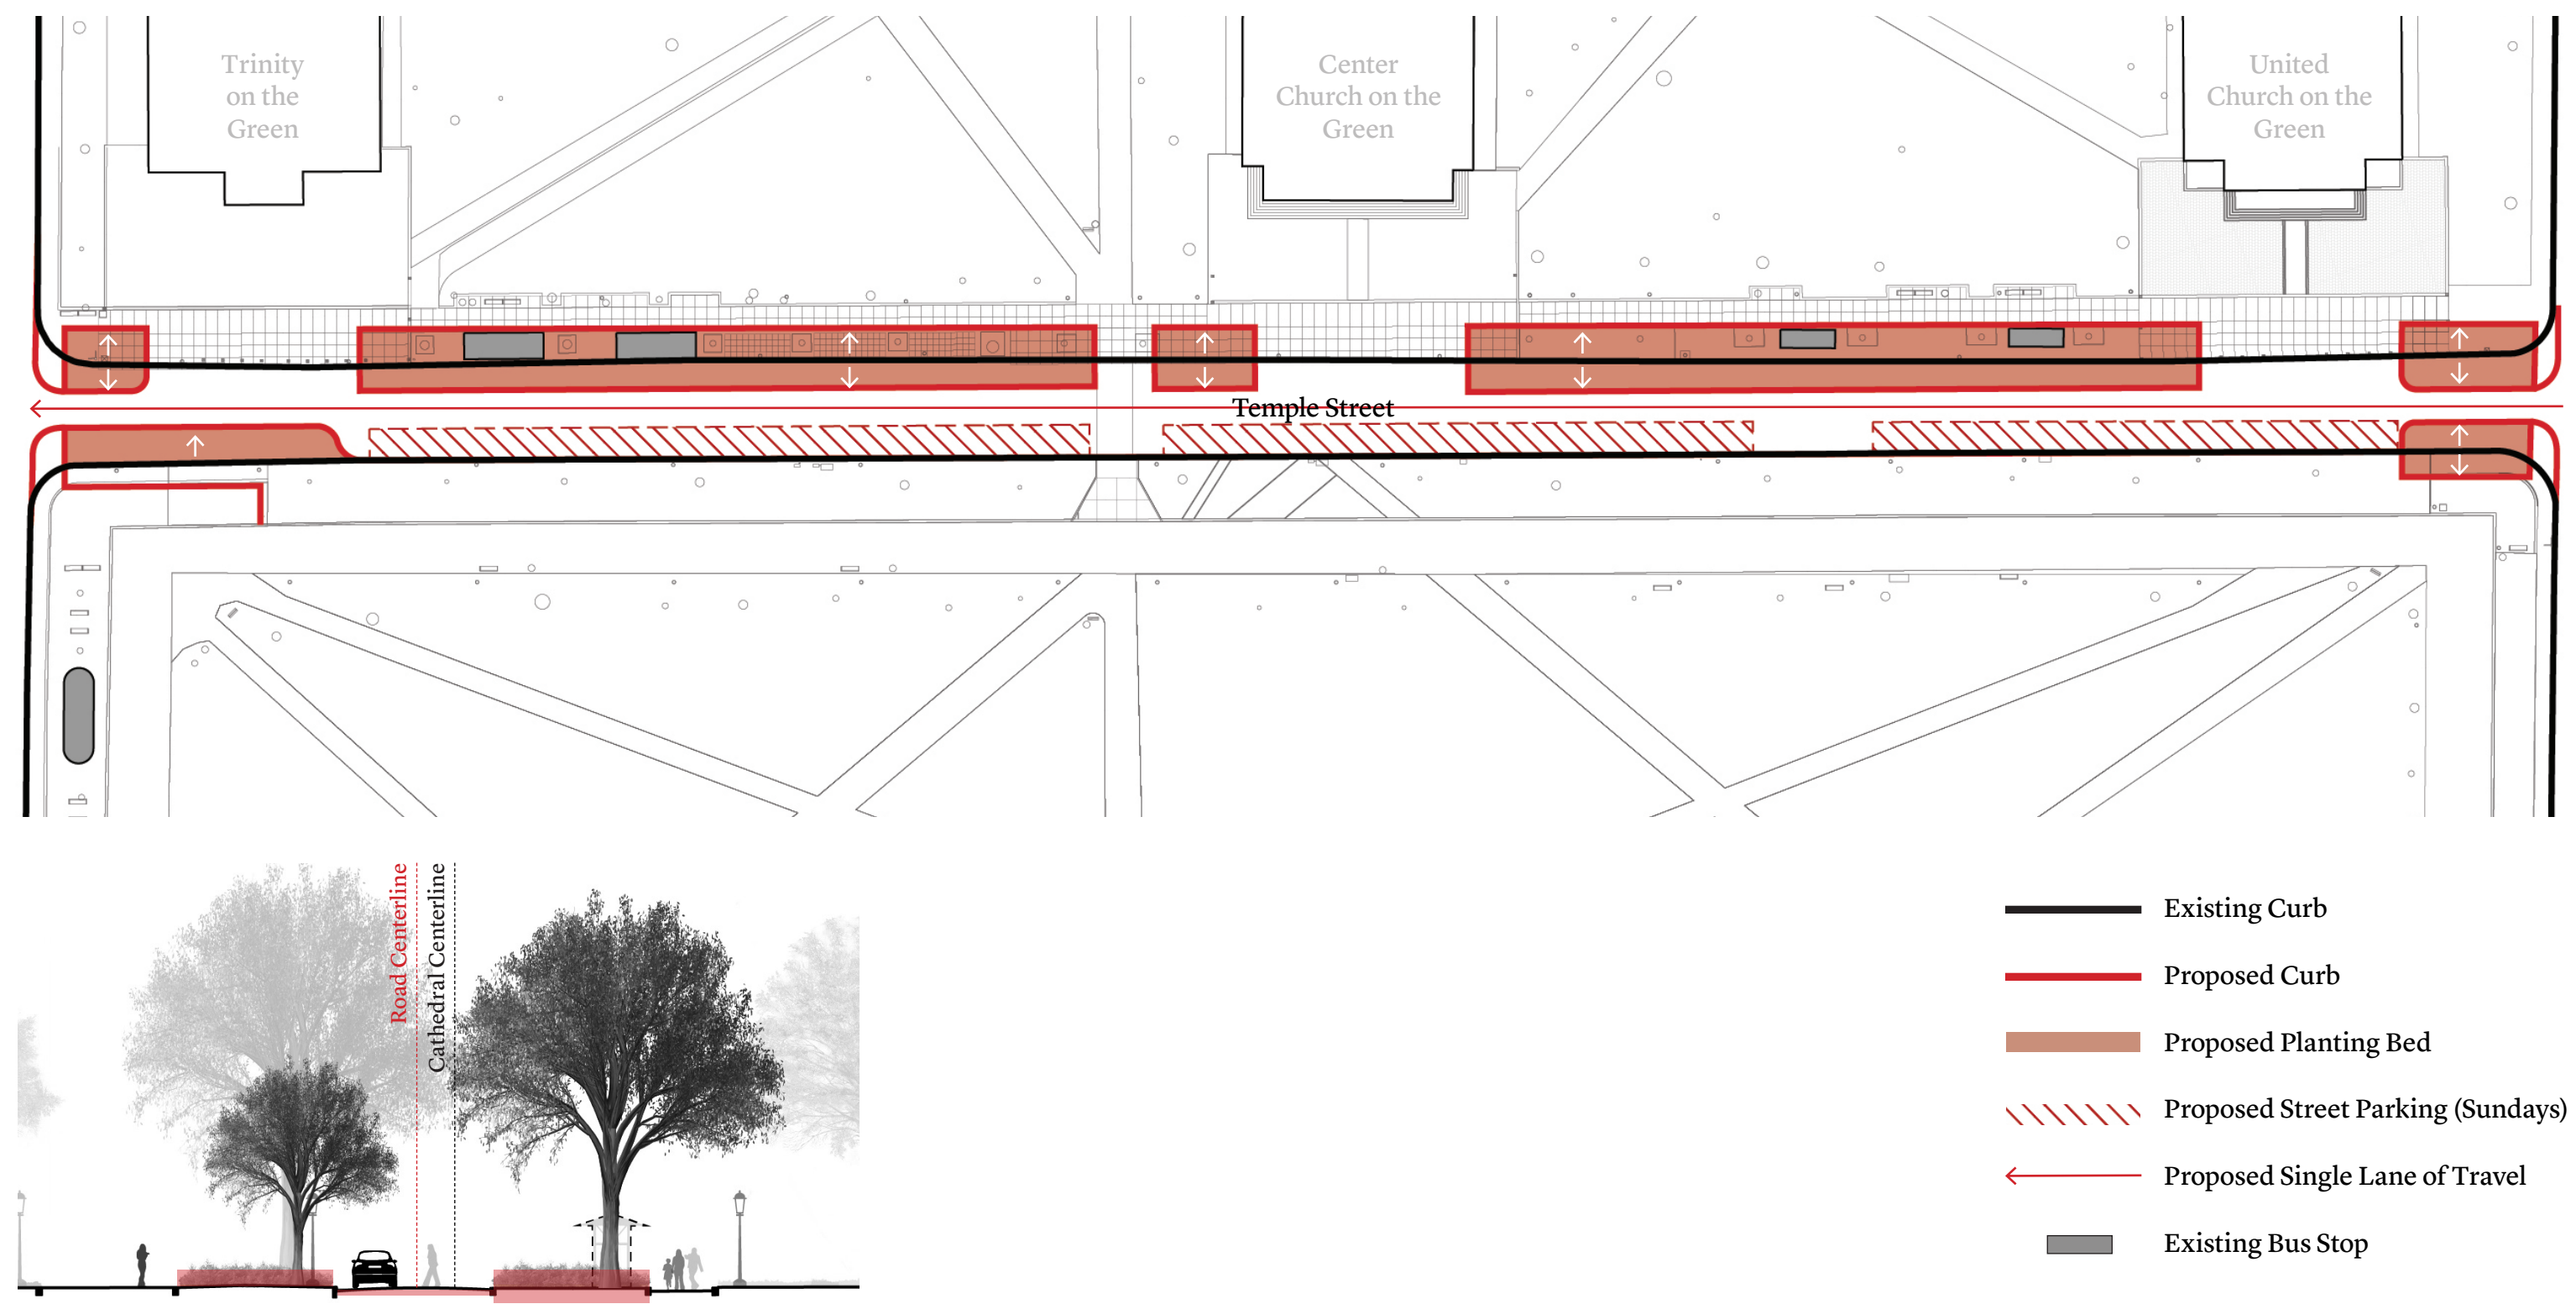 Trinity
on the
Green
Center
Church on the
Green
United
Church on the
Green
Temple Street
Road Centerline
Cathedral Centerline
Existing Curb
Proposed Curb
Proposed Planting Bed
Proposed Street Parking (Sundays)
Proposed Single Lane of Travel
Existing Bus Stop